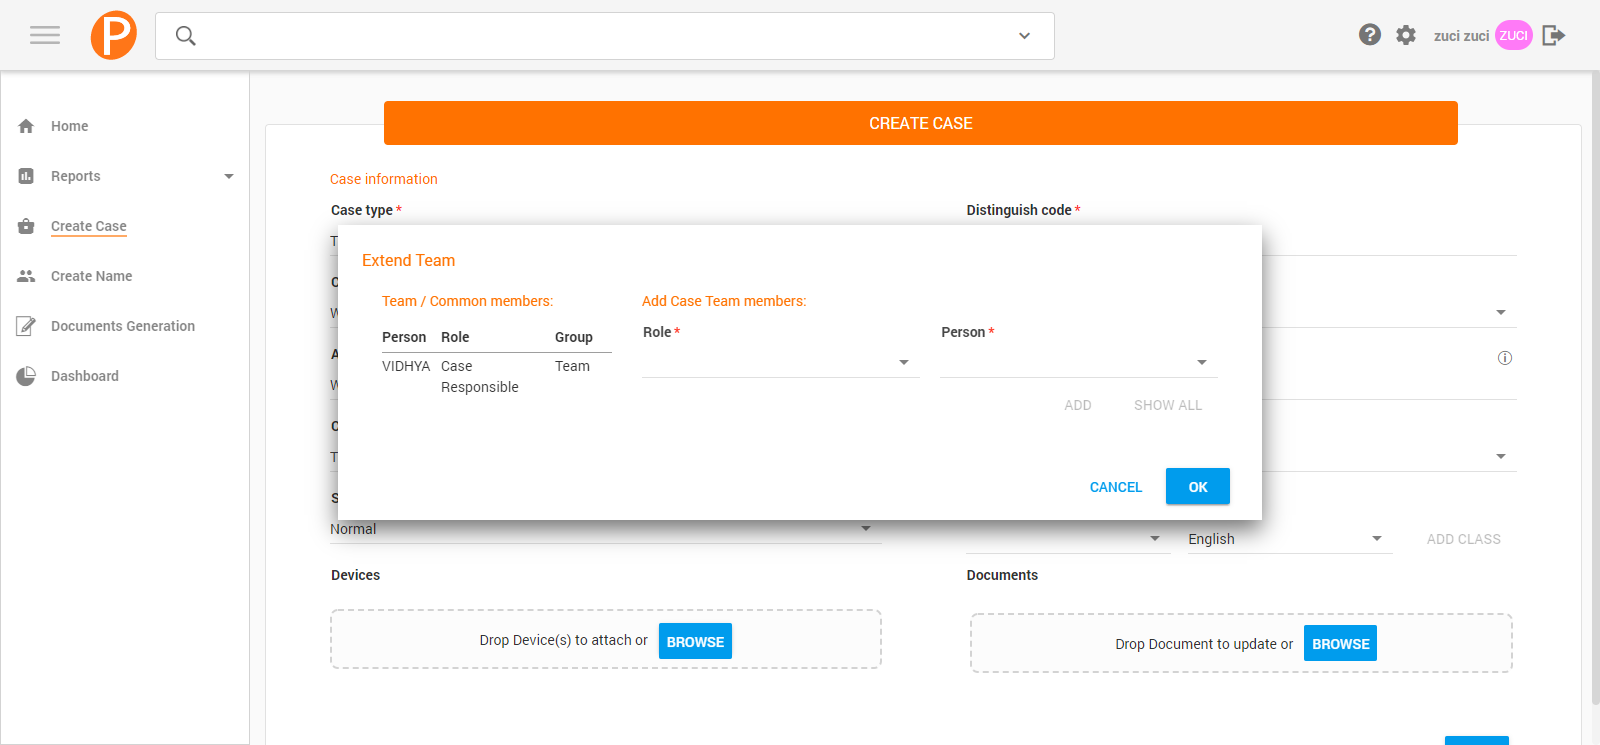 P
zuci zuci
ZUCI
Home
Reports
Create Case
Create Name
Documents Generation
Dashboard
CREATE CASE
Case information
Case type *
Distinguish code *
T
Extend Team
Team / Common members:
Add Case Team members:
Person Role Group
Role *
Person *
VIDHYA Case Responsible Team
ADD
SHOW ALL
CANCEL
OK
Normal
English
ADD CLASS
Devices
Documents
Drop Device(s) to attach or BROWSE
Drop Document to update or BROWSE